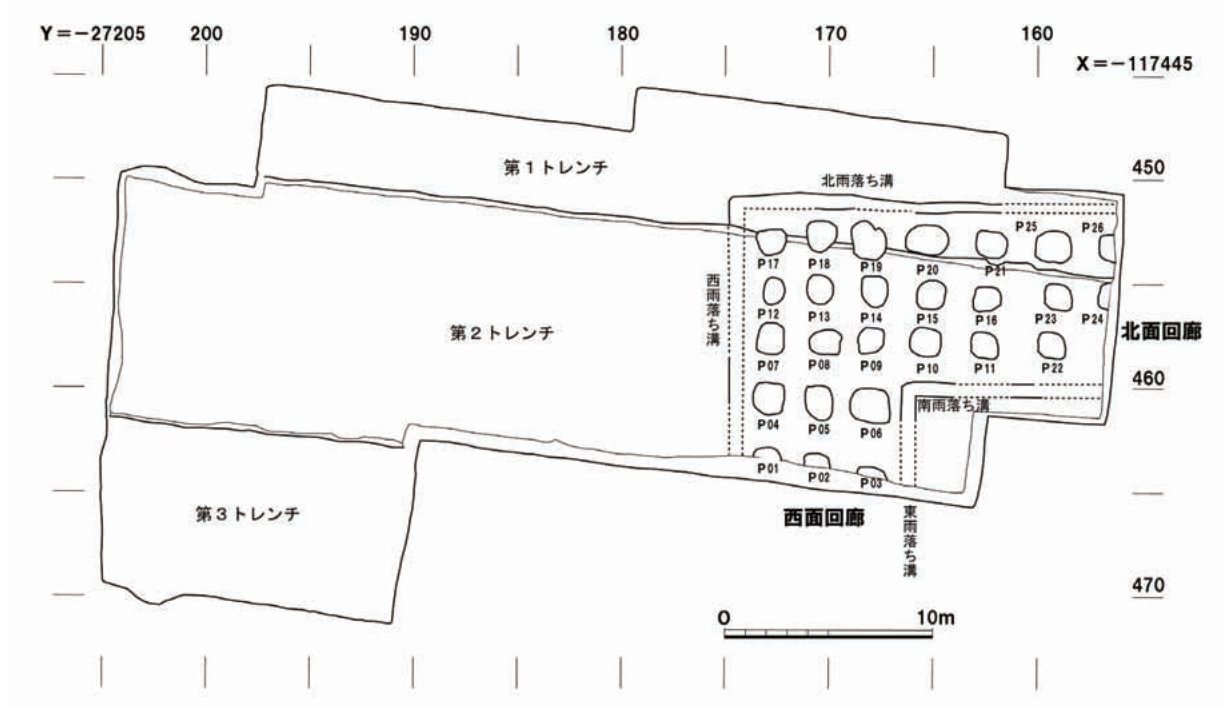 Y=-27205 200 190 180 170 160
X=-117445
第1トレンチ
450
北雨落ち溝
P25 P26
P17 P18 P19 P20 P21
西雨落ち溝
P12 P13 P14 P15 P16 P23 P24
第2トレンチ
北面回廊
P07 P08 P09 P10 P11 P22
460
南雨落ち溝
P04 P05 P06
P01 P02 P03
第3トレンチ
西面回廊
東雨落ち溝
470
0 10m